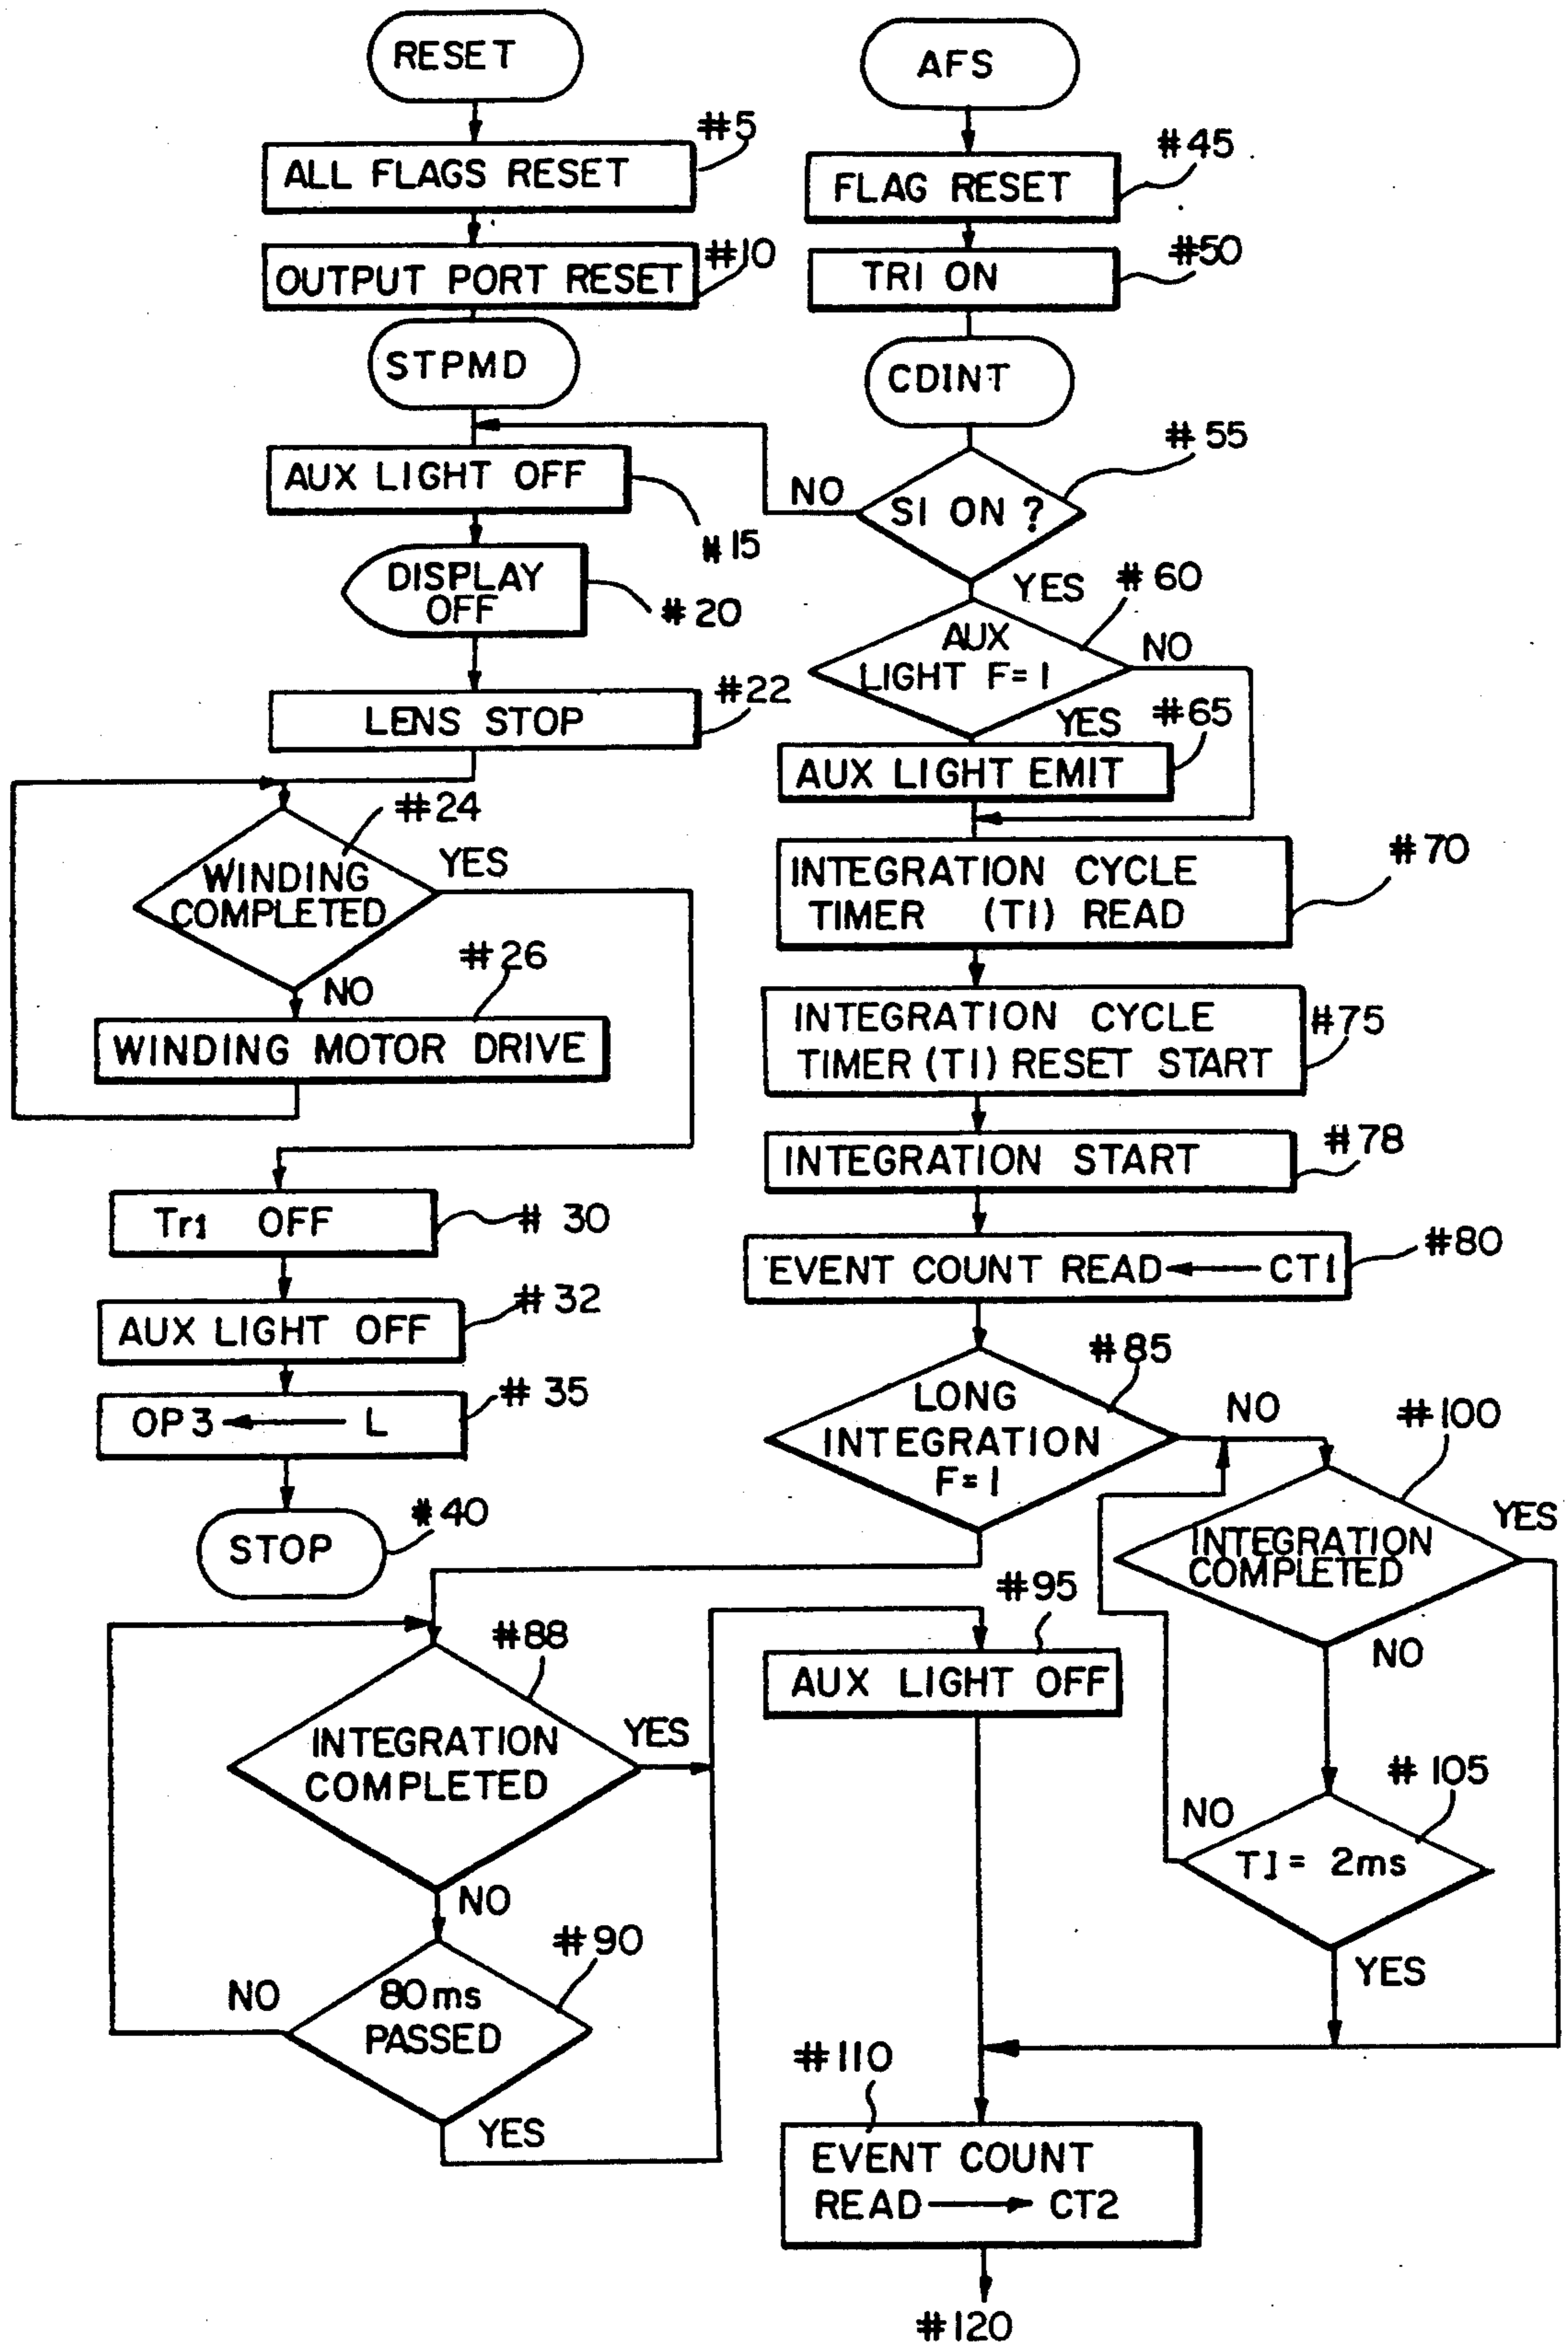 RESET
#5
ALL FLAGS RESET
#10
OUTPUT PORT RESET
STPMD
AUX LIGHT OFF
#15
DISPLAY
OFF
#20
#22
LENS STOP
#24
WINDING
COMPLETED
YES
NO
#26
WINDING MOTOR DRIVE
Tr1 OFF
#30
AUX LIGHT OFF
#32
OP3 ← L
#35
STOP
#40
AFS
#45
FLAG RESET
#50
TR1 ON
CDINT
#55
NO
S1 ON ?
YES
#60
AUX
LIGHT F=1
NO
YES
#65
AUX LIGHT EMIT
#70
INTEGRATION CYCLE
TIMER (T1) READ
INTEGRATION CYCLE
TIMER (T1) RESET START
#75
#78
INTEGRATION START
#80
EVENT COUNT READ ← CT1
#85
LONG
INTEGRATION
F=1
NO
#100
INTEGRATION
COMPLETED
YES
NO
#105
NO
T1 = 2ms
YES
#88
INTEGRATION
COMPLETED
YES
NO
#90
NO
80ms
PASSED
YES
#95
AUX LIGHT OFF
#110
EVENT COUNT
READ → CT2
#120